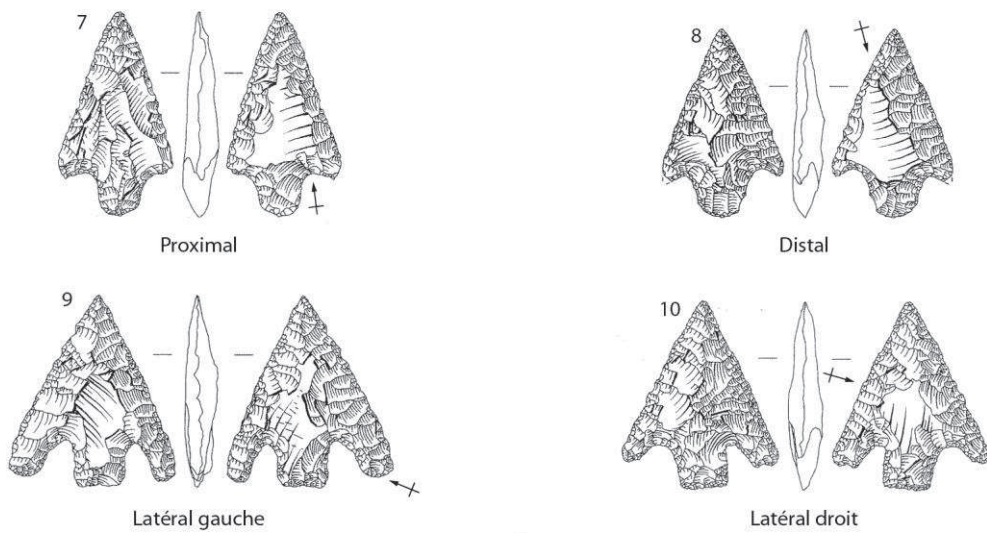 7
8
Proximal
Distal
9
10
Latéral gauche
Latéral droit